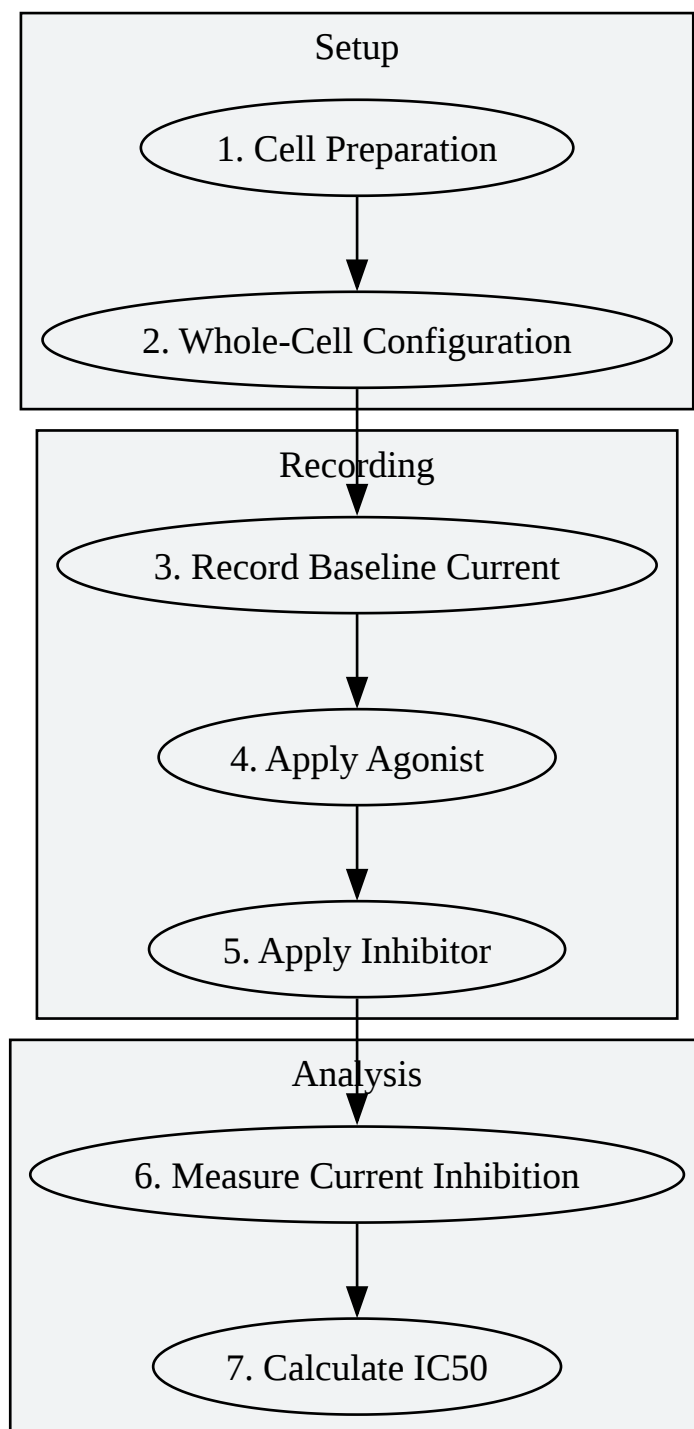 Setup
1. Cell Preparation
2. Whole-Cell Configuration
Recording
3. Record Baseline Current
4. Apply Agonist
5. Apply Inhibitor
Analysis
6. Measure Current Inhibition
7. Calculate IC50